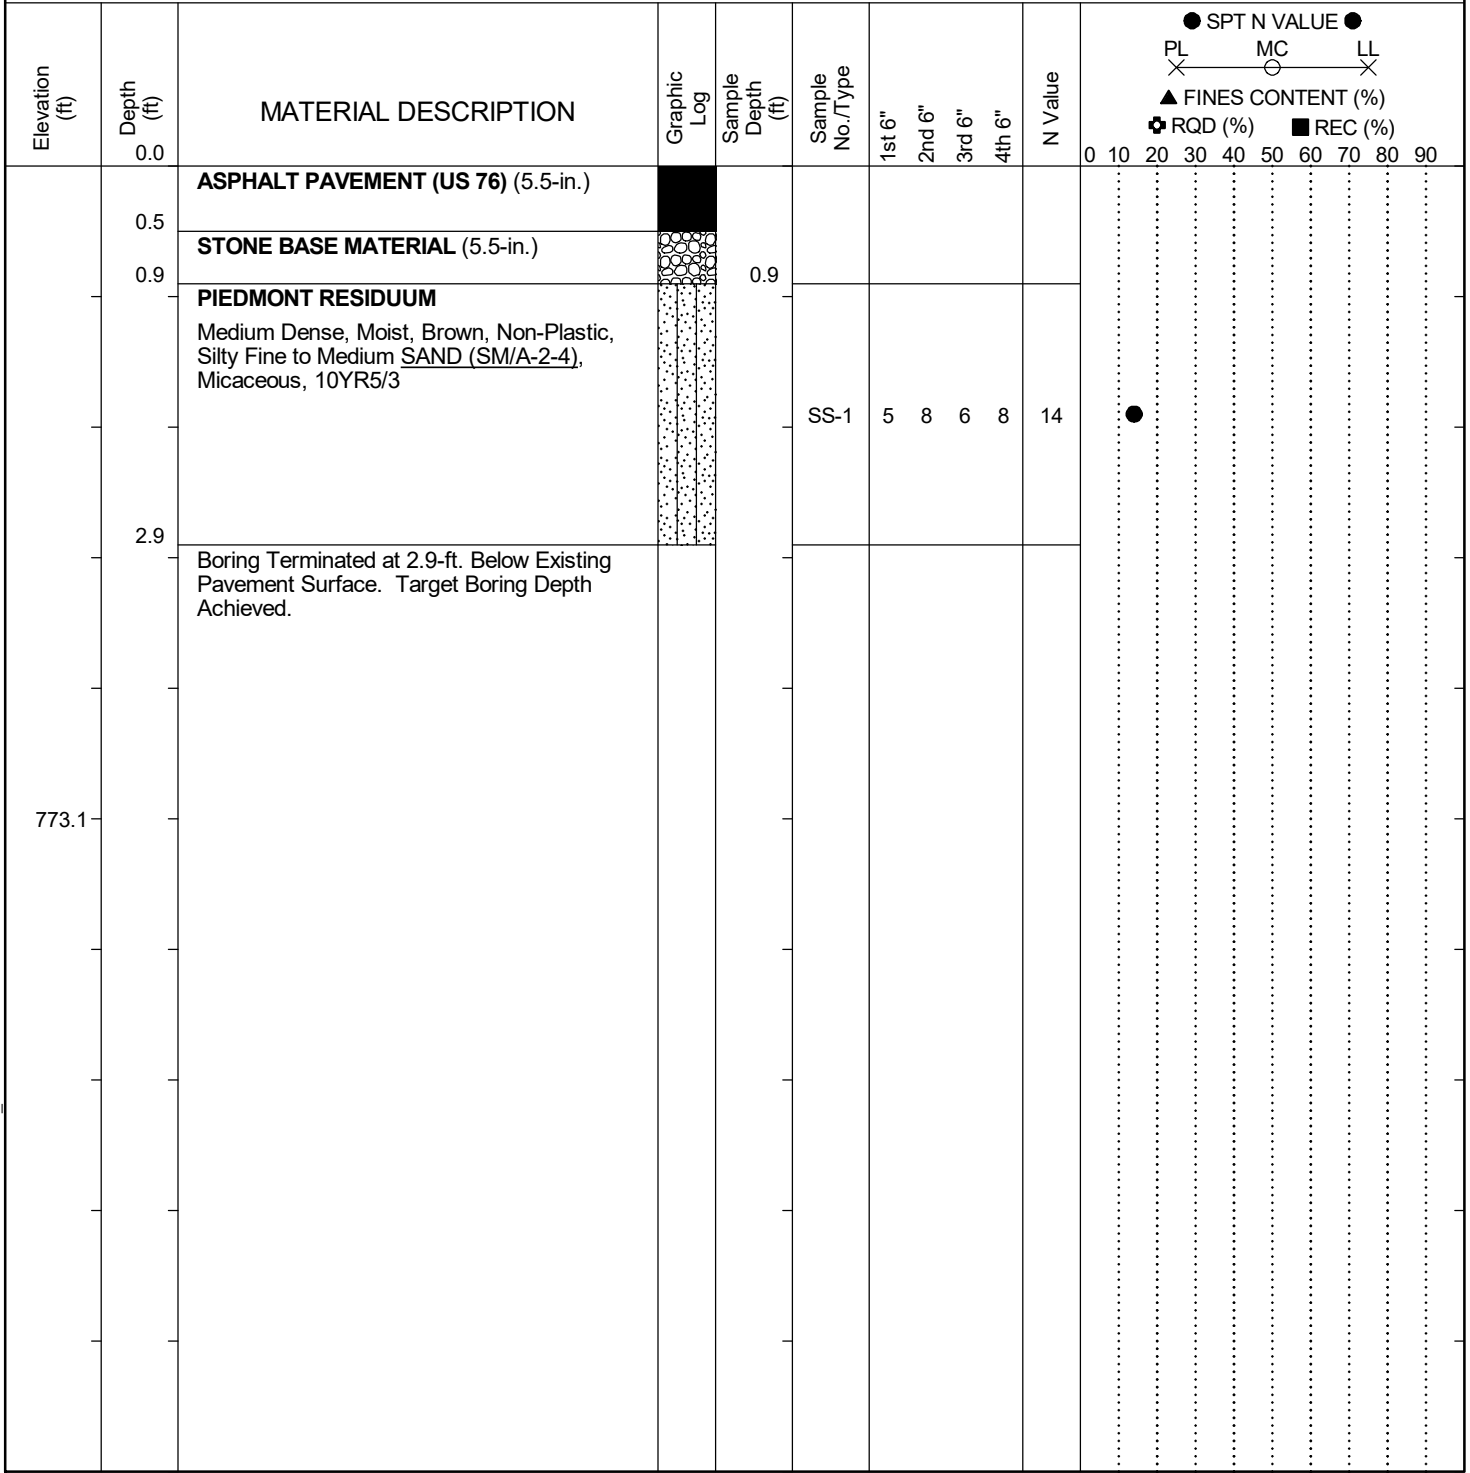 ● SPT N VALUE ●
PL MC LL
▲ FINES CONTENT (%)
RQD (%) ■ REC (%)
0 10 20 30 40 50 60 70 80 90
Elevation
(ft)
Depth
(ft)
0.0
MATERIAL DESCRIPTION
Graphic
Log
Sample
Depth
(ft)
Sample
No./Type
1st 6"
2nd 6"
3rd 6"
4th 6"
N Value
ASPHALT PAVEMENT (US 76) (5.5-in.)
0.5
STONE BASE MATERIAL (5.5-in.)
0.9 0.9
PIEDMONT RESIDUUM
Medium Dense, Moist, Brown, Non-Plastic,
Silty Fine to Medium SAND (SM/A-2-4),
Micaceous, 10YR5/3
SS-1 5 8 6 8 14
2.9
Boring Terminated at 2.9-ft. Below Existing
Pavement Surface. Target Boring Depth
Achieved.
773.1